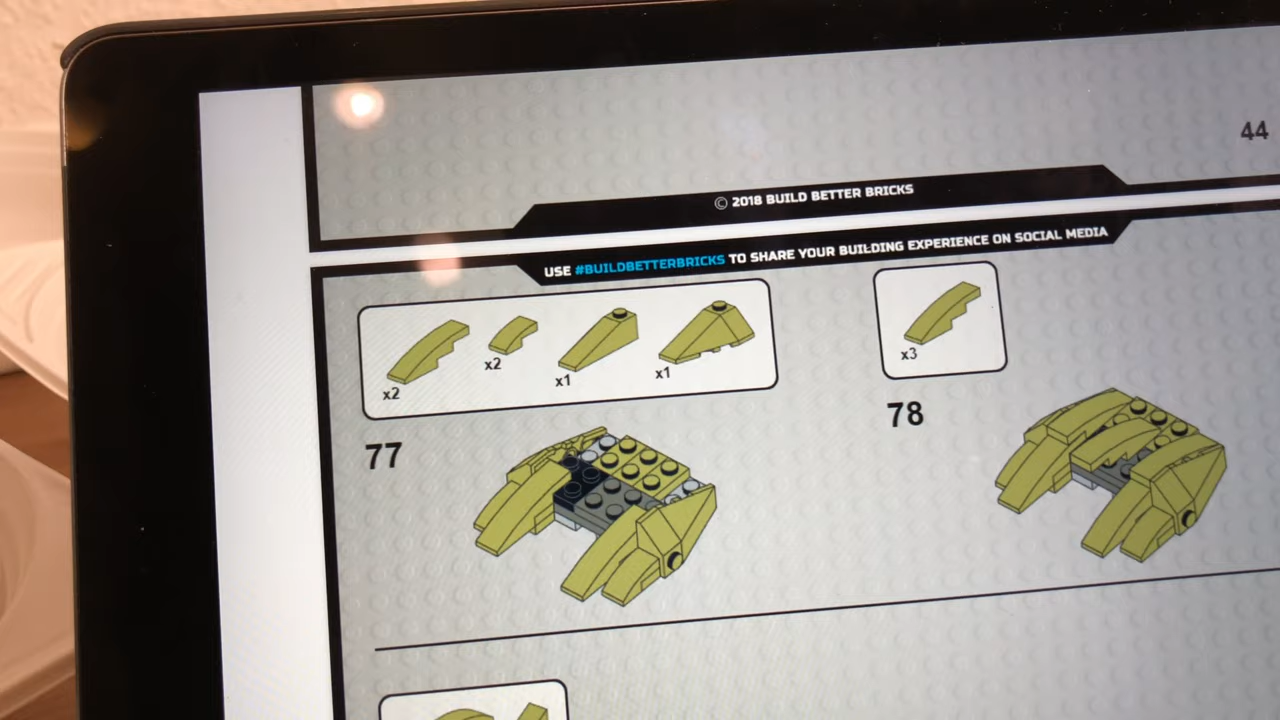 44
© 2018 BUILD BETTER BRICKS
USE #BUILDBETTERBRICKS TO SHARE YOUR BUILDING EXPERIENCE ON SOCIAL MEDIA
x2
x2
x1
x1
x3
77
78